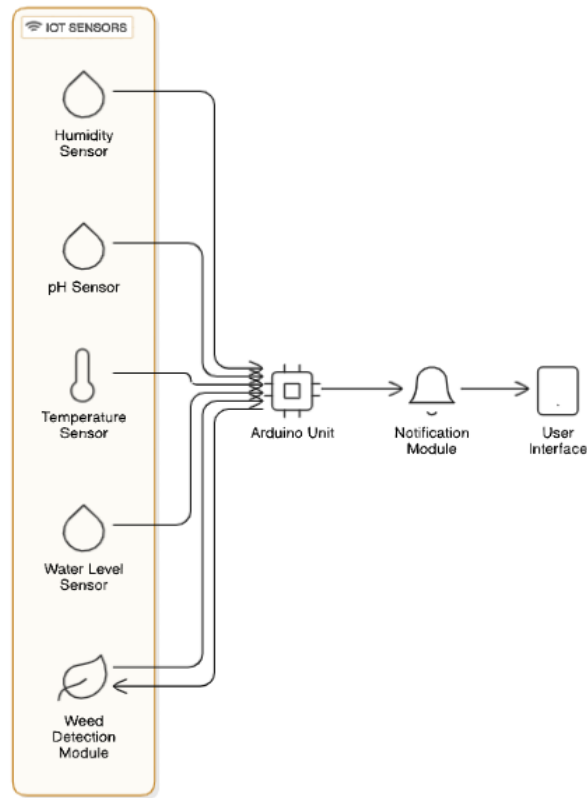 IOT SENSORS
Humidity
Sensor
pH Sensor
Temperature
Sensor
Water Level
Sensor
Weed
Detection
Module
Arduino Unit
Notification
Module
User
Interface